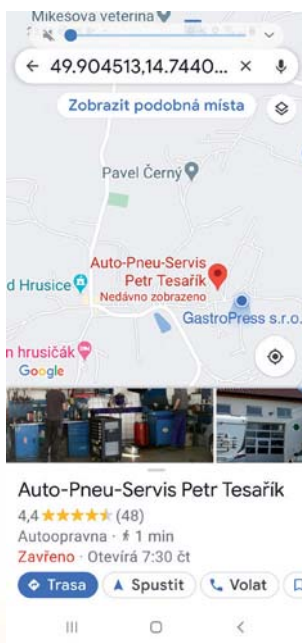 Mikešova veterina
49.904513,14.7440...
Zobrazit podobná místa
Pavel Černý
Auto-Pneu-Servis
Petr Tesařík
Nedávno zobrazeno
d Hrusice
GastroPress s.r.o.
n hrusičák
Google
Auto-Pneu-Servis Petr Tesařík
4,4 (48)
Autoopravna · 1 min
Zavřeno · Otevírá 7:30 čt
Trasa
Spustit
Volat